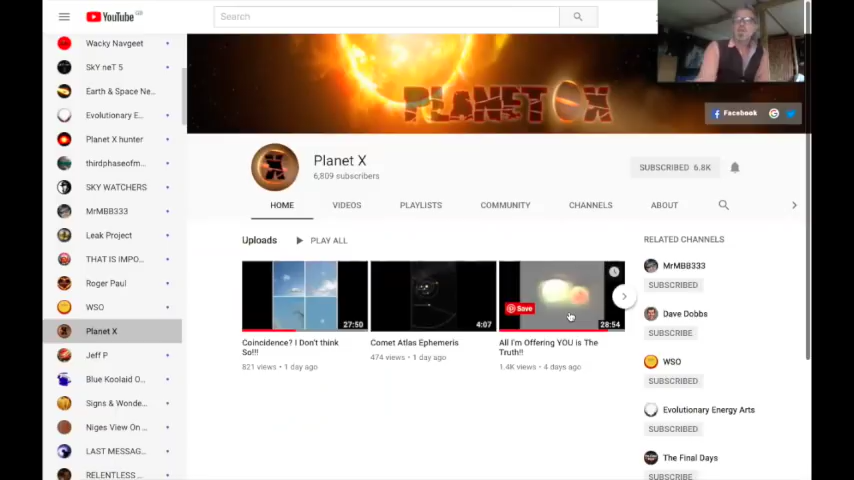 YouTube GB
Search
Wacky Navgeet
SkY neT 5
Earth & Space Ne...
Evolutionary E...
Planet X hunter
thirdphaseofm...
SKY WATCHERS
MrMBB333
Leak Project
THAT IS IMPO...
Roger Paul
WSO
Planet X
Jeff P
Blue Koolaid O...
Signs & Wonde...
Niges View On ...
LAST MESSAG...
RELENTLESS ...
PLANET X
Facebook
Planet X
6,809 subscribers
SUBSCRIBED 6.8K
HOME VIDEOS PLAYLISTS COMMUNITY CHANNELS ABOUT
Uploads PLAY ALL
27:50
4:07
Save
28:54
Coincidence? I Don't think
So!!!
821 views • 1 day ago
Comet Atlas Ephemeris
474 views • 1 day ago
All I'm Offering YOU is The
Truth!!
1.4K views • 4 days ago
RELATED CHANNELS
MrMBB333
SUBSCRIBED
Dave Dobbs
SUBSCRIBE
WSO
SUBSCRIBED
Evolutionary Energy Arts
SUBSCRIBED
The Final Days
SUBSCRIBE